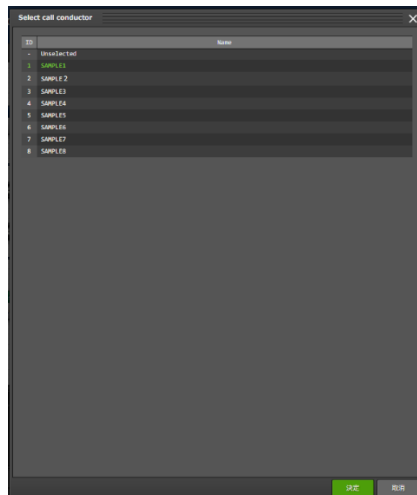 Select call conductor
ID Name
- Unselected
1 SAMPLE1
2 SAMPLE2
3 SAMPLE3
4 SAMPLE4
5 SAMPLE5
6 SAMPLE6
7 SAMPLE7
8 SAMPLE8
決定 取消